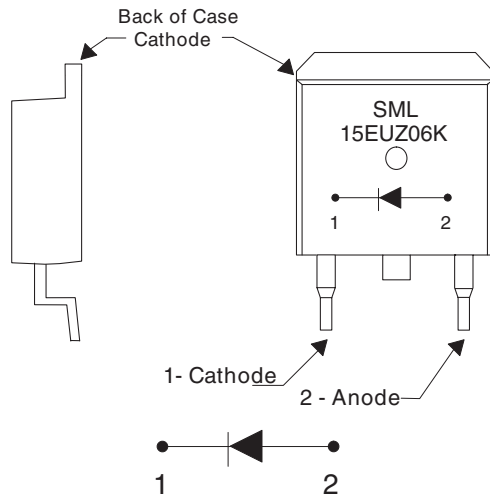 Back of Case
Cathode
SML
15EUZ06K
1
2
1- Cathode
2 - Anode
1
2